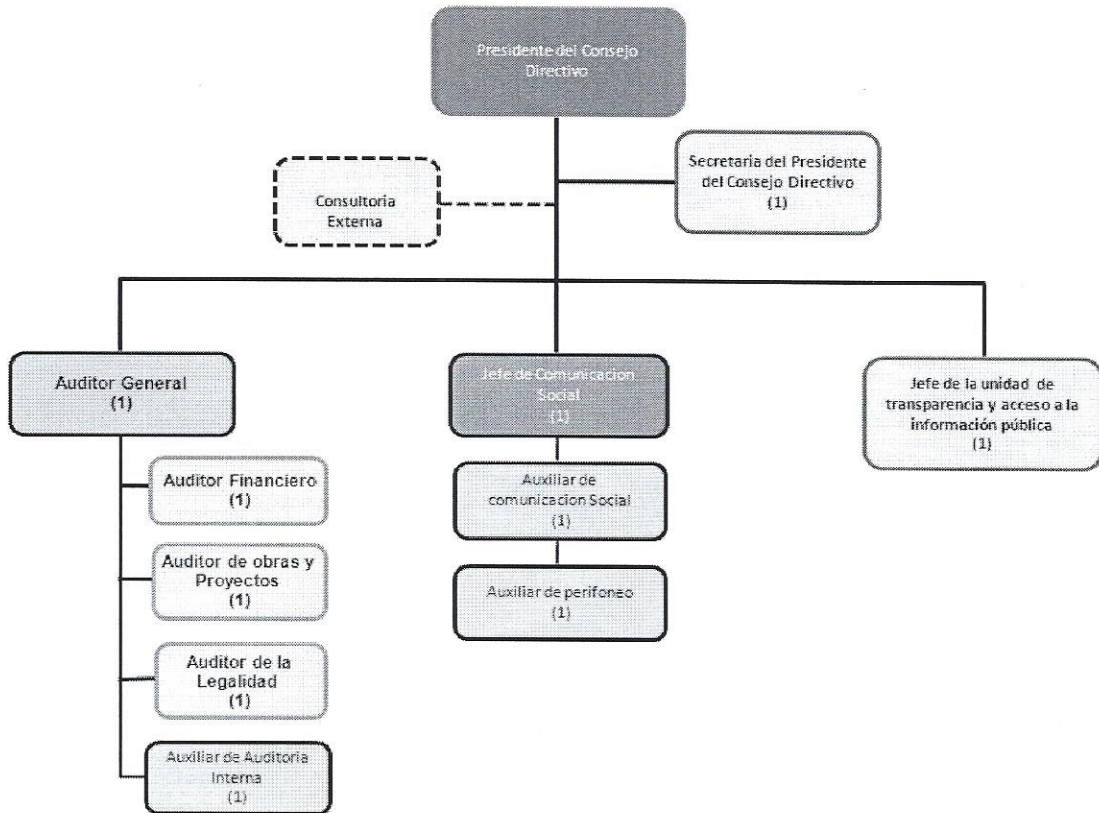 Presidente del Consejo
Directivo
Secretaria del Presidente
del Consejo Directivo
(1)
Consultoria
Externa
Auditor General
(1)
Jefe de Comunicacion
Social
(1)
Jefe de la unidad de
transparencia y acceso a la
información pública
(1)
Auditor Financiero
(1)
Auditor de obras y
Proyectos
(1)
Auditor de la
Legalidad
(1)
Auxiliar de Auditoria
Interna
(1)
Auxiliar de
comunicacion Social
(1)
Auxiliar de perifoneo
(1)